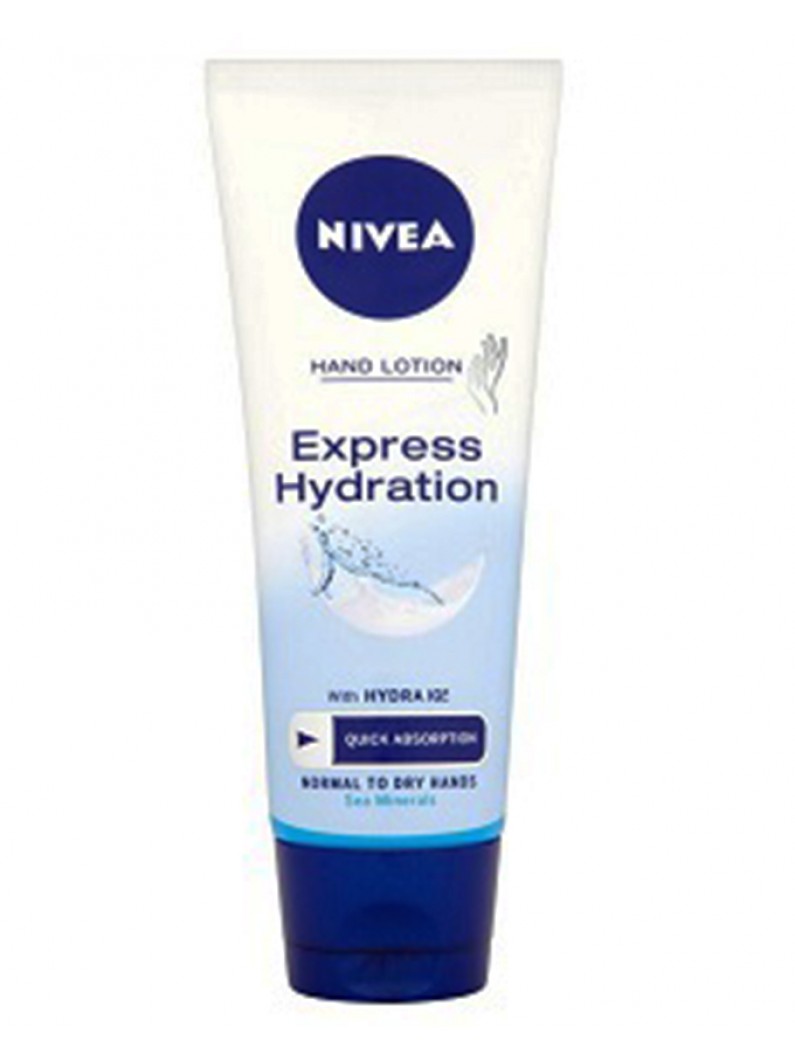 NIVEA
HAND LOTION
Express
Hydration
With HYDRA IQ
QUICK ABSORPTION
NORMAL TO DRY HANDS
Sea Minerals